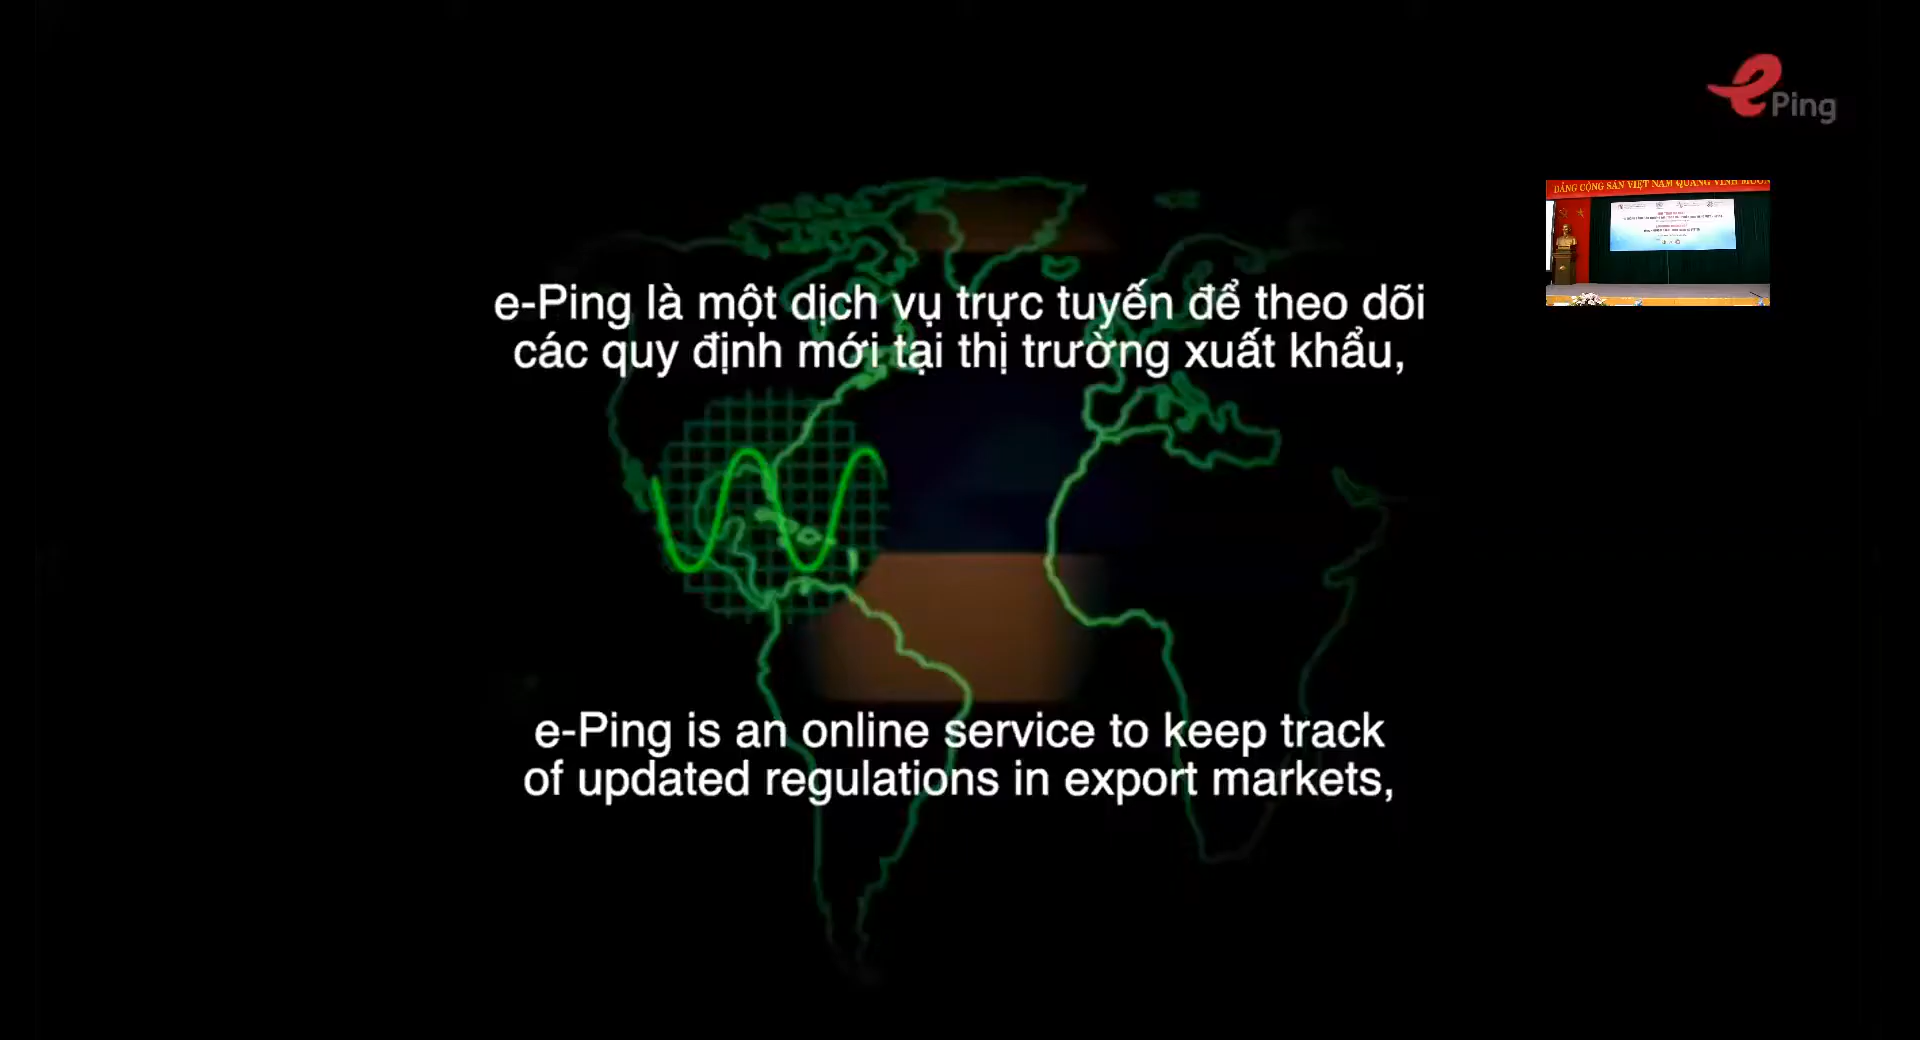 e
Ping
ĐẢNG CỘNG SẢN VIỆT NAM QUANG VINH MUÔN
e-Ping là một dịch vụ trực tuyến để theo dõi
các quy định mới tại thị trường xuất khẩu,
e-Ping is an online service to keep track
of updated regulations in export markets,